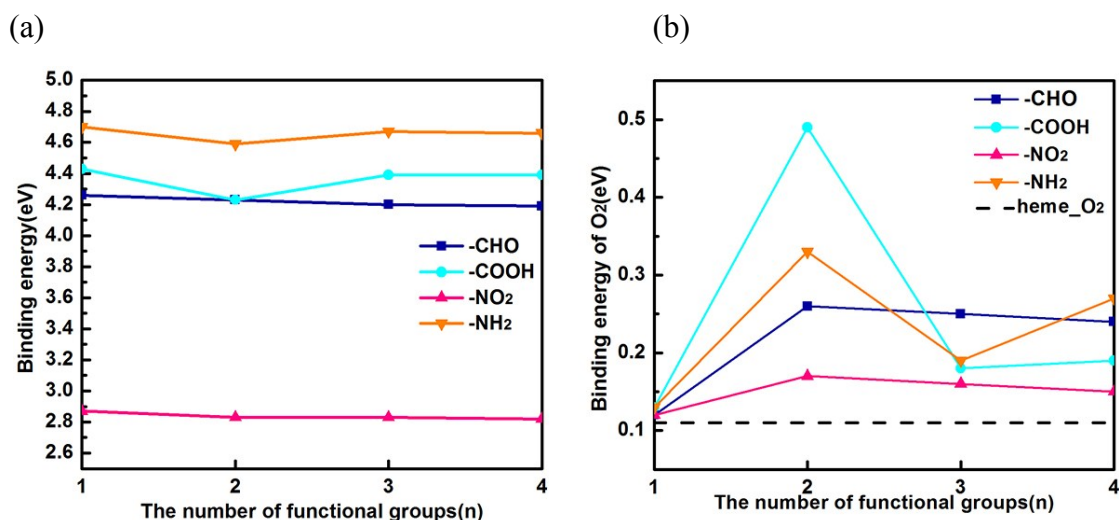 (a)
5.0
4.8
4.6
4.4
4.2
4.0
3.8
3.6
3.4
3.2
3.0
2.8
2.6
Binding energy(eV)
-CHO
-COOH
-NO₂
-NH₂
1 2 3 4
The number of functional groups(n)
(b)
0.5
0.4
0.3
0.2
0.1
Binding energy of O₂(eV)
-CHO
-COOH
-NO₂
-NH₂
heme_O₂
1 2 3 4
The number of functional groups(n)